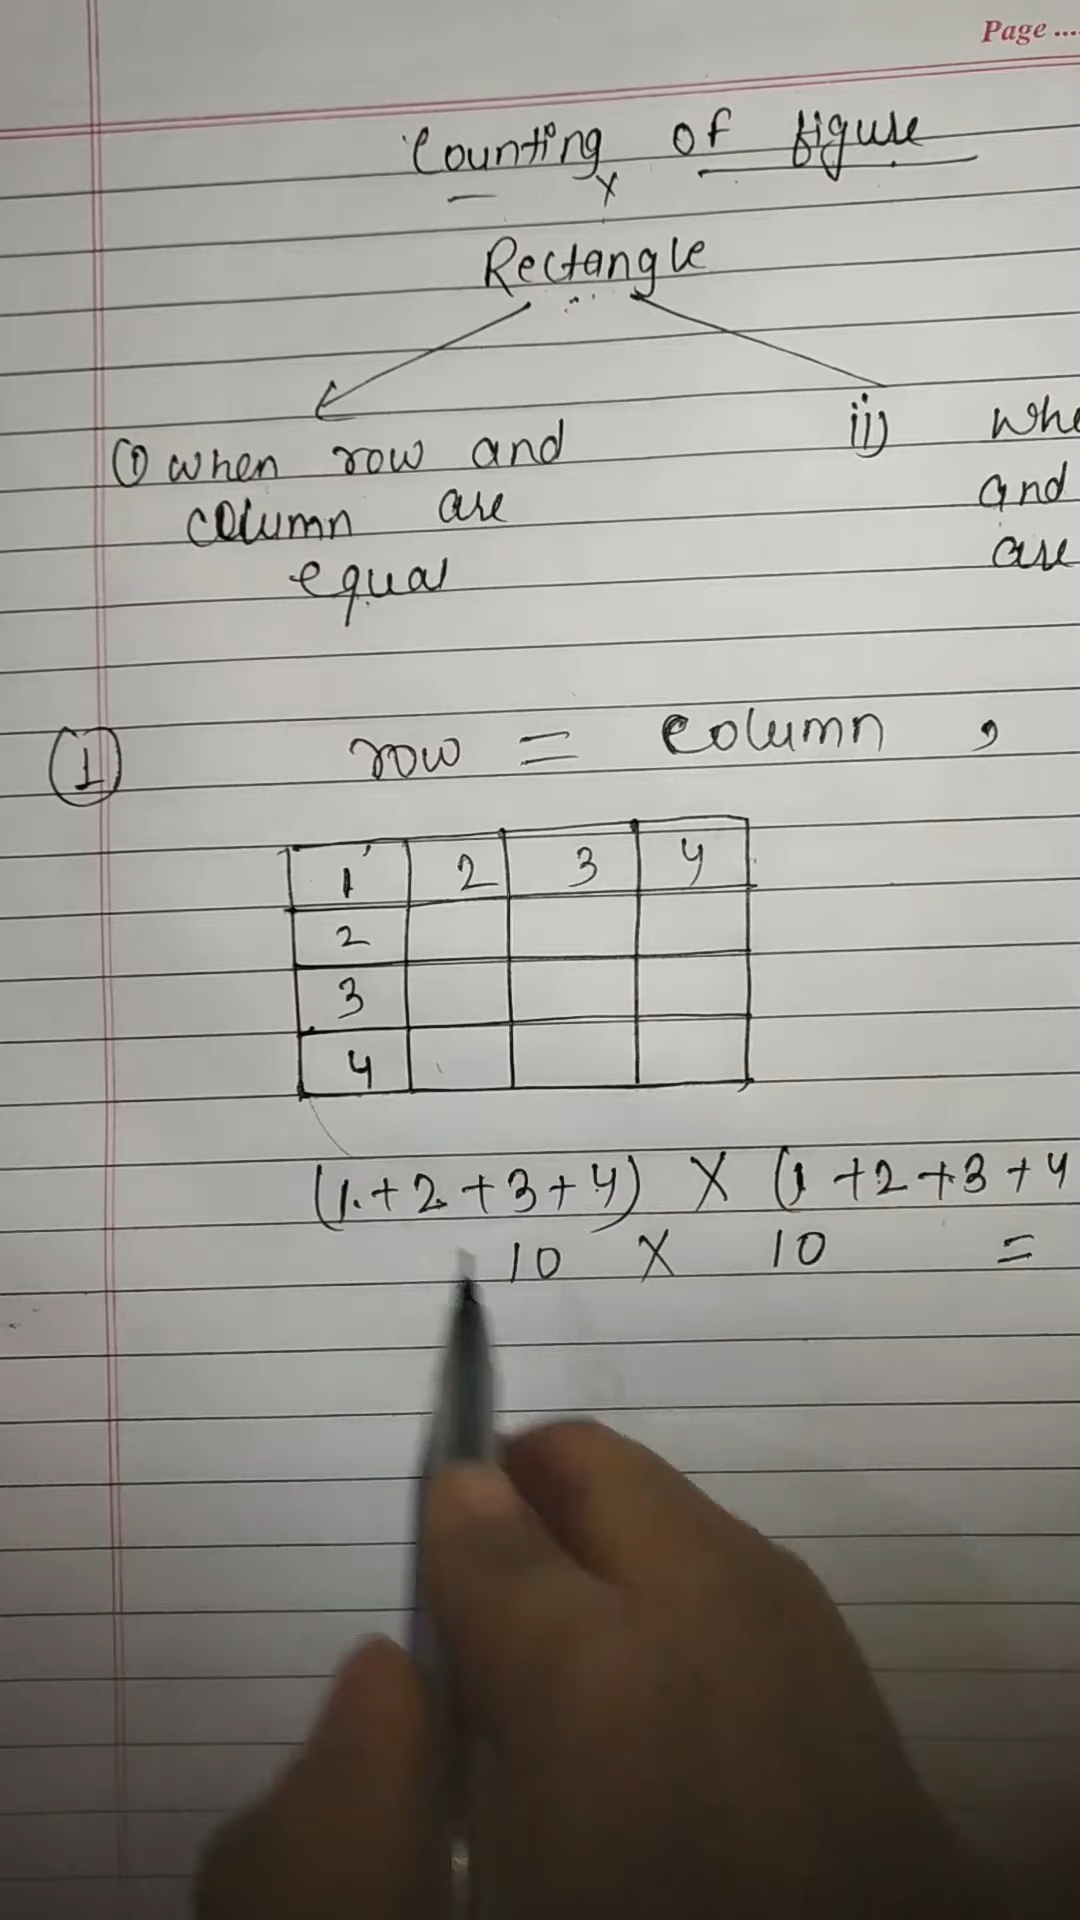 Page ....
Counting of figure
x
Rectangle
① when row and
column are
equal
ii) whe
and
are
① row = column ,
1 2 3 4
2
3
4
(1+2+3+4) X (1+2+3+4
10 X 10 =